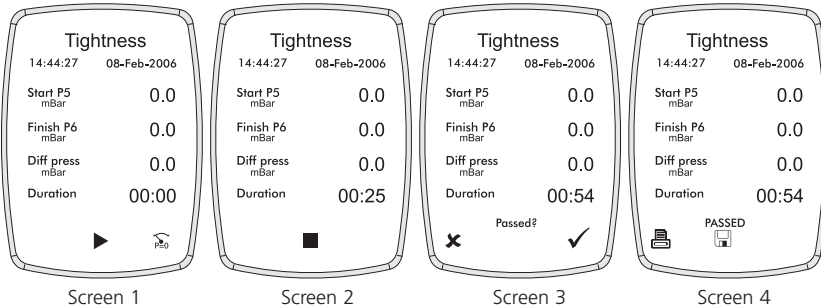 Tightness
14:44:27 08-Feb-2006
Start P5 0.0
mBar
Finish P6 0.0
mBar
Diff press 0.0
mBar
Duration 00:00
P=0
Screen 1
Tightness
14:44:27 08-Feb-2006
Start P5 0.0
mBar
Finish P6 0.0
mBar
Diff press 0.0
mBar
Duration 00:25
Screen 2
Tightness
14:44:27 08-Feb-2006
Start P5 0.0
mBar
Finish P6 0.0
mBar
Diff press 0.0
mBar
Duration 00:54
Passed?
Screen 3
Tightness
14:44:27 08-Feb-2006
Start P5 0.0
mBar
Finish P6 0.0
mBar
Diff press 0.0
mBar
Duration 00:54
PASSED
Screen 4